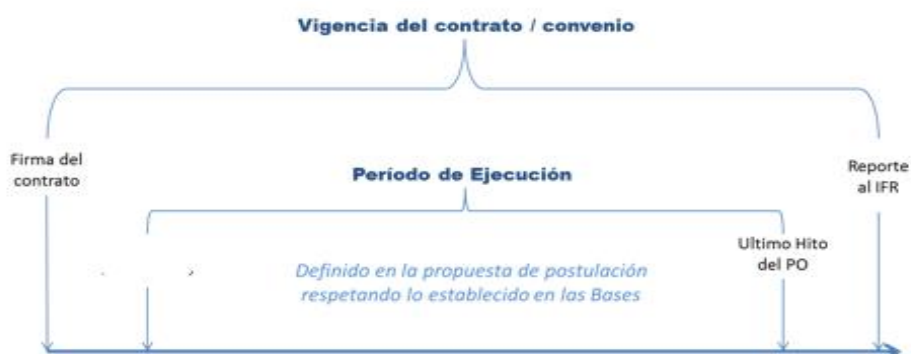 Vigencia del contrato / convenio
Firma del
contrato
Reporte
al IFR
Período de Ejecución
Ultimo Hito
del PO
Definido en la propuesta de postulación
respetando lo establecido en las Bases